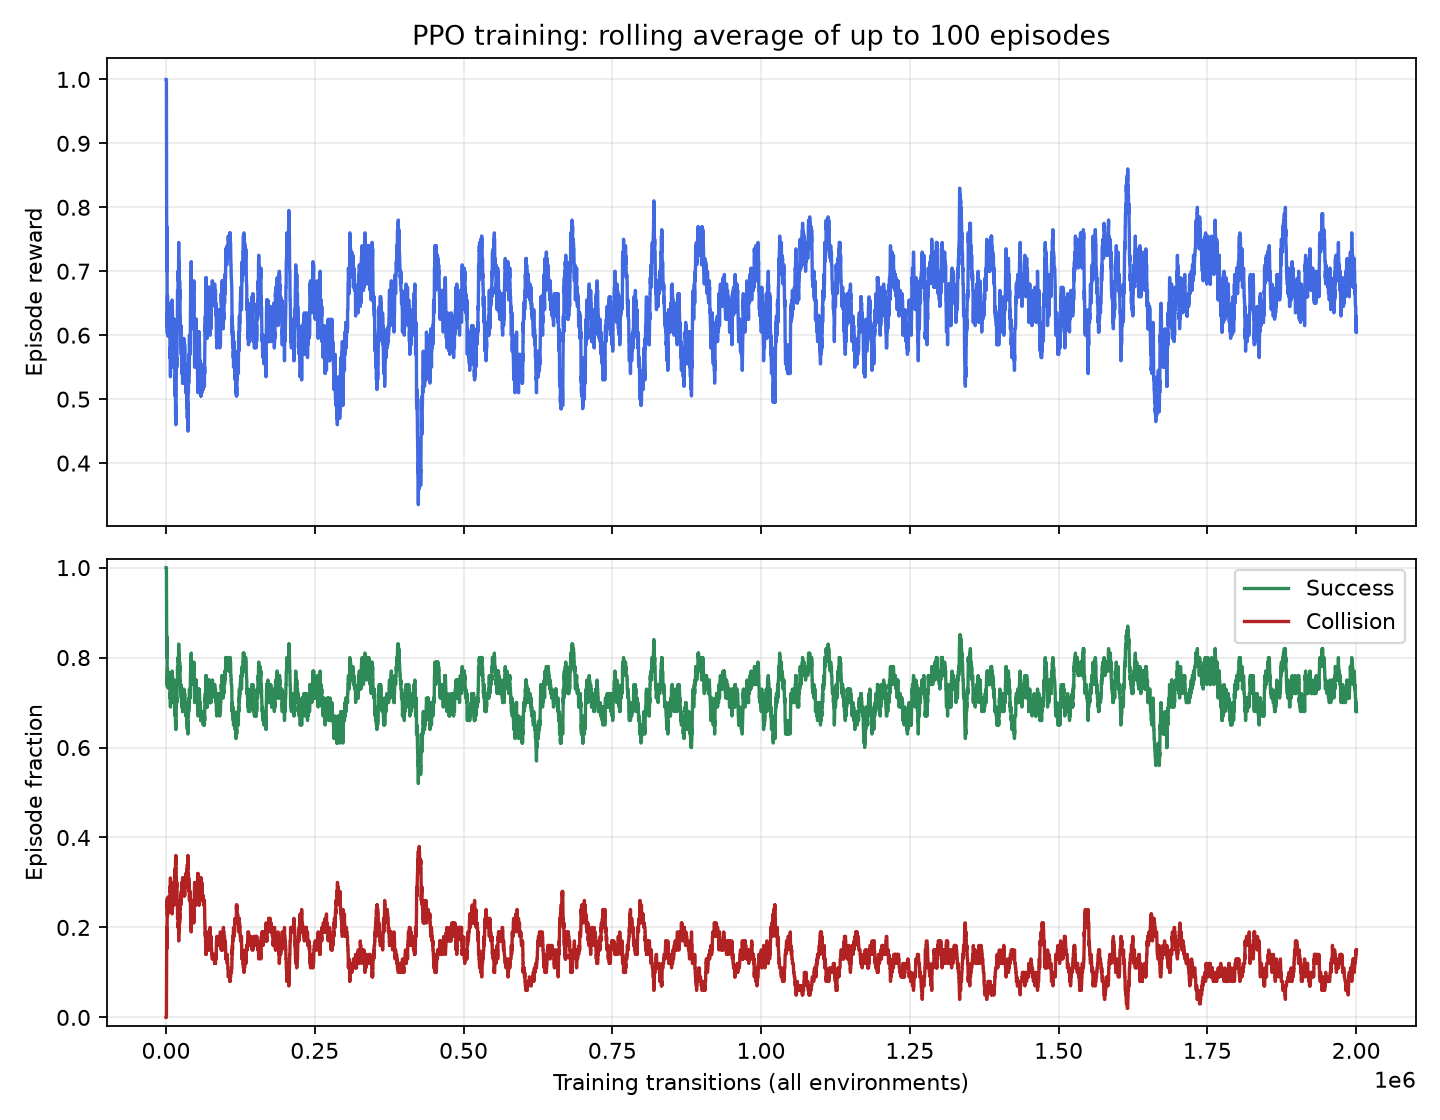 PPO training: rolling average of up to 100 episodes
1.0
0.9
0.8
0.7
0.6
0.5
0.4
Episode reward
1.0
0.8
0.6
0.4
0.2
0.0
Episode fraction
Success
Collision
0.00 0.25 0.50 0.75 1.00 1.25 1.50 1.75 2.00
1e6
Training transitions (all environments)